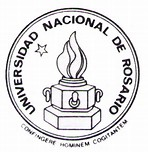 UNIVERSIDAD NACIONAL DE ROSARIO
CONFINGERE HOMINEM COGITANTEM